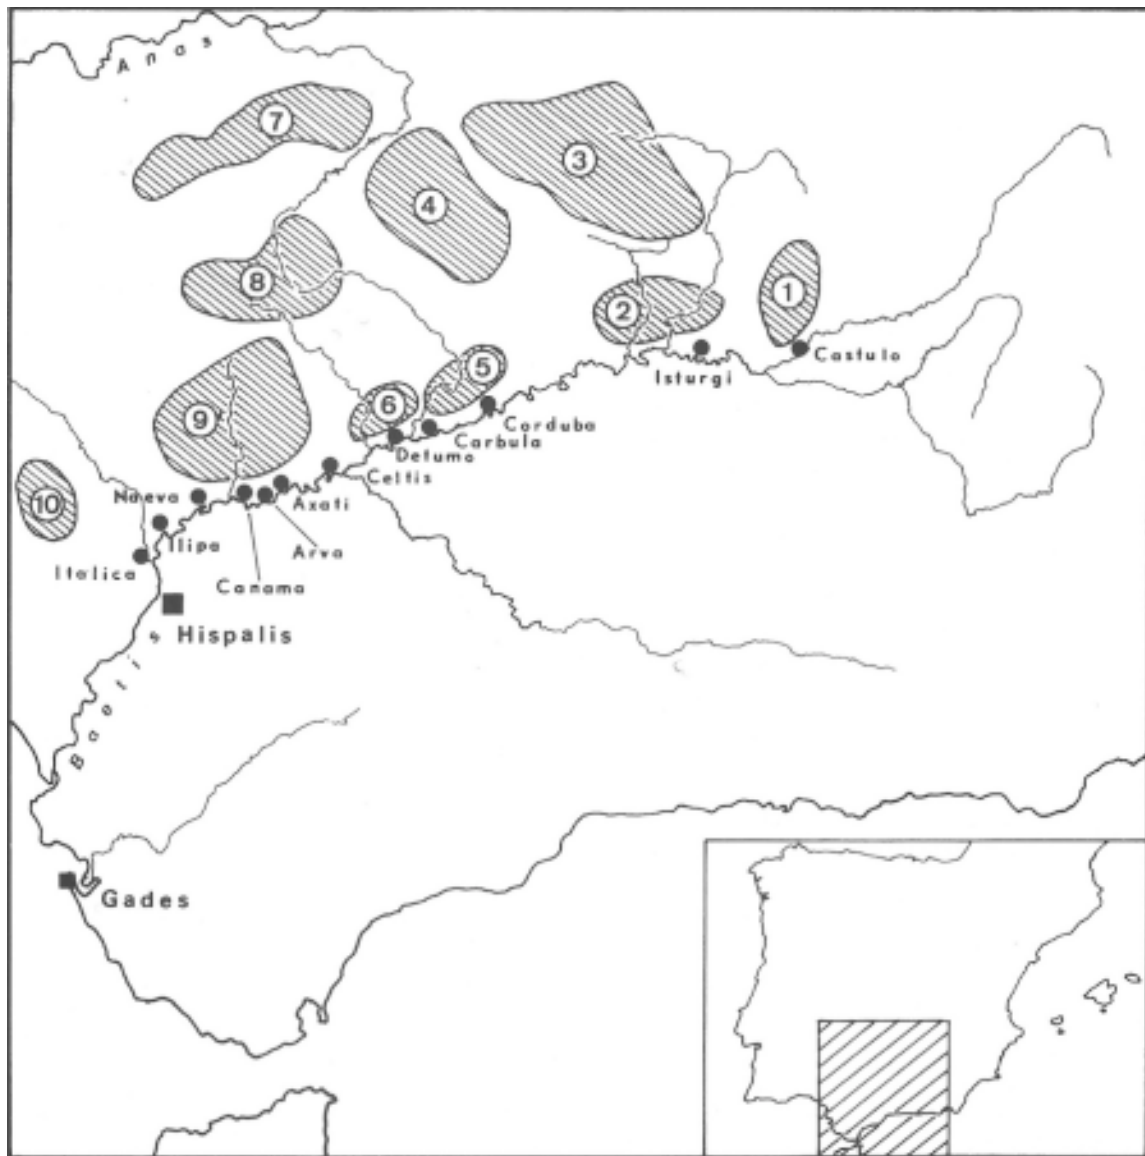 Anas
7
3
4
8
1
2
Castulo
Isturgi
5
9
6
Corduba
Carbula
Detumo
Celtis
10
Naeva
Axati
Ilipa
Arva
Italica
Canama
Hispalis
Baetis
Gades